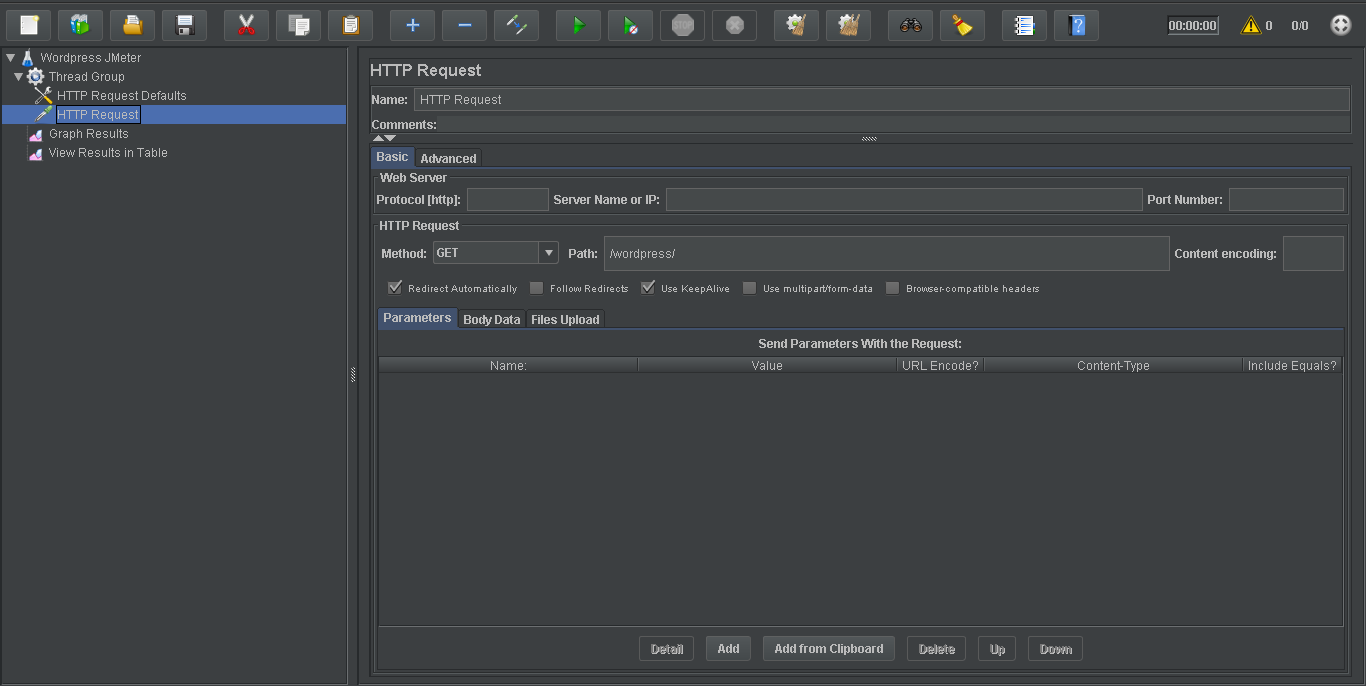 STOP
00:00:00 0 0/0
Wordpress JMeter
Thread Group
HTTP Request Defaults
HTTP Request
Graph Results
View Results in Table
HTTP Request
Name: HTTP Request
Comments:
Basic Advanced
Web Server
Protocol [http]: Server Name or IP: Port Number:
HTTP Request
Method: GET Path: /wordpress/ Content encoding:
Redirect Automatically Follow Redirects Use KeepAlive Use multipart/form-data Browser-compatible headers
Parameters Body Data Files Upload
Send Parameters With the Request:
Name: Value URL Encode? Content-Type Include Equals?
Detail Add Add from Clipboard Delete Up Down